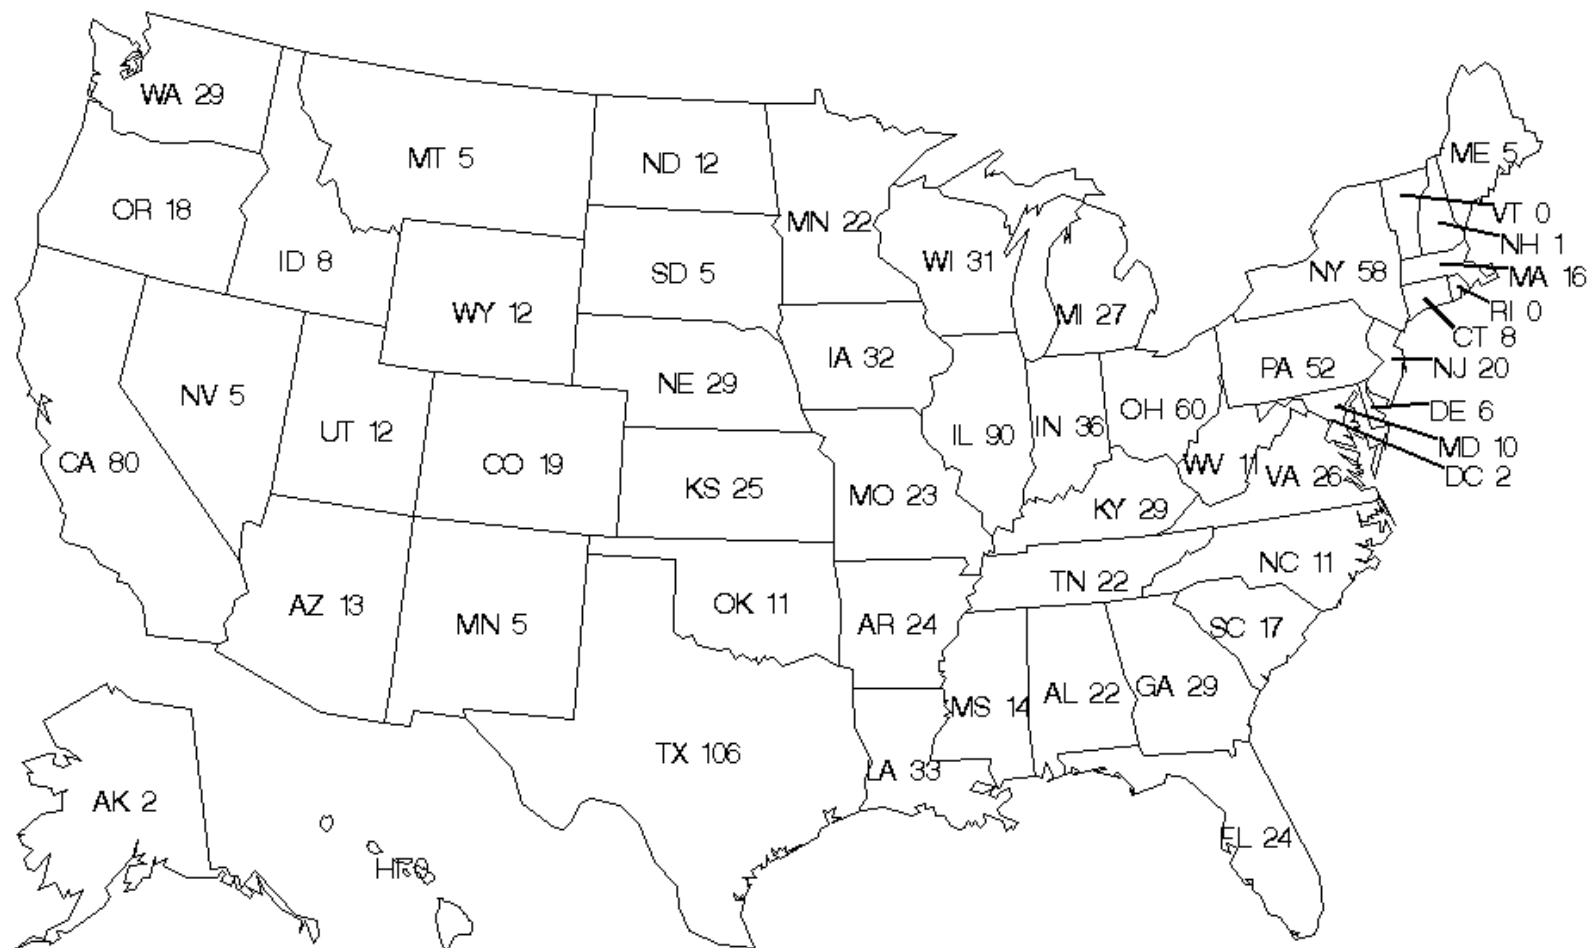 WA 29
MT 5
ND 12
ME 5
OR 18
MN 22
VT 0
NH 1
ID 8
SD 5
WI 31
NY 58
MA 16
WY 12
MI 27
RI 0
CT 8
IA 32
PA 52
NJ 20
NV 5
NE 29
OH 60
DE 6
UT 12
CO 19
IL 90
IN 36
MD 10
CA 80
KS 25
MO 23
WV 11
VA 26
DC 2
KY 29
AZ 13
MN 5
OK 11
AR 24
TN 22
NC 11
SC 17
MS 14
AL 22
GA 29
TX 106
LA 33
AK 2
FL 24